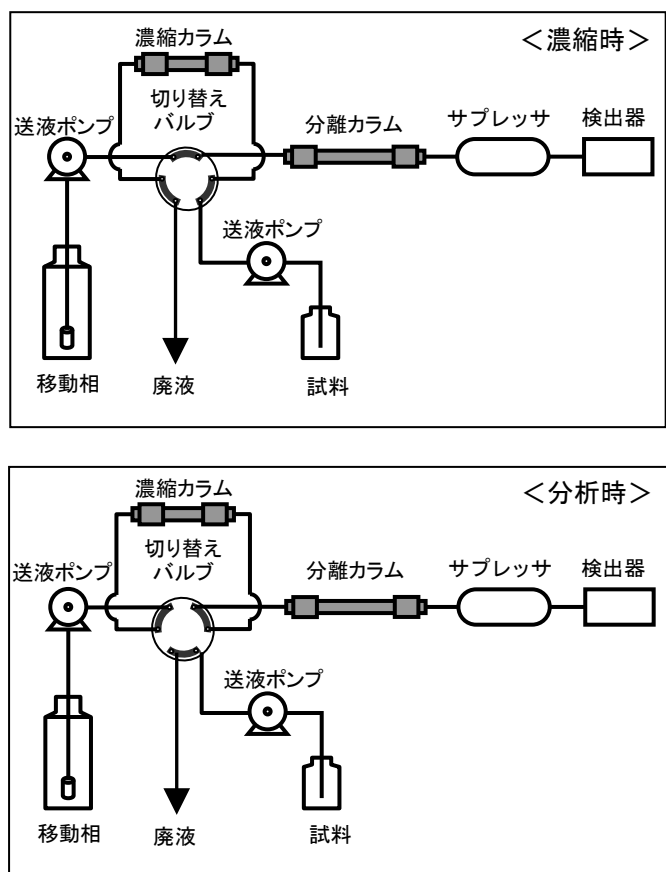 ＜濃縮時＞
濃縮カラム
切り替え
バルブ
送液ポンプ
分離カラム
サプレッサ
検出器
送液ポンプ
移動相
廃液
試料
＜分析時＞
濃縮カラム
切り替え
バルブ
送液ポンプ
分離カラム
サプレッサ
検出器
送液ポンプ
移動相
廃液
試料